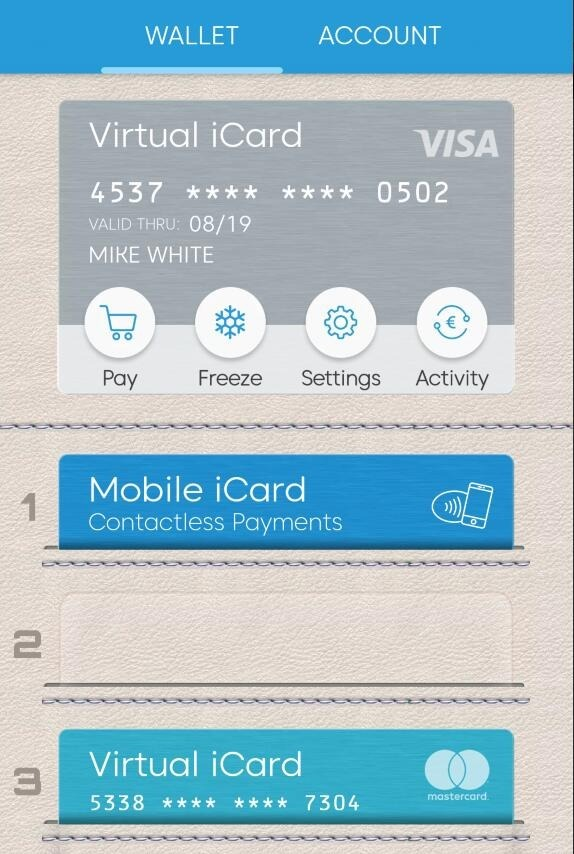 WALLET ACCOUNT
Virtual iCard VISA
4537 **** **** 0502
VALID THRU: 08/19
MIKE WHITE
€
Pay Freeze Settings Activity
1
Mobile iCard
Contactless Payments
2
3
Virtual iCard
mastercard.
5338 **** **** 7304